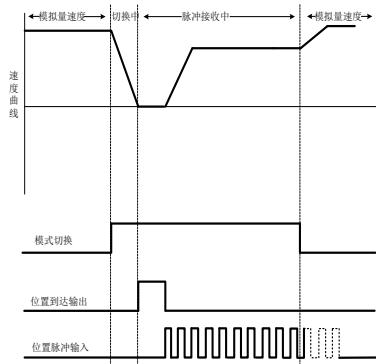 模拟量速度
切换中
脉冲接收中
模拟量速度
速度曲线
模式切换
位置到达输出
位置脉冲输入